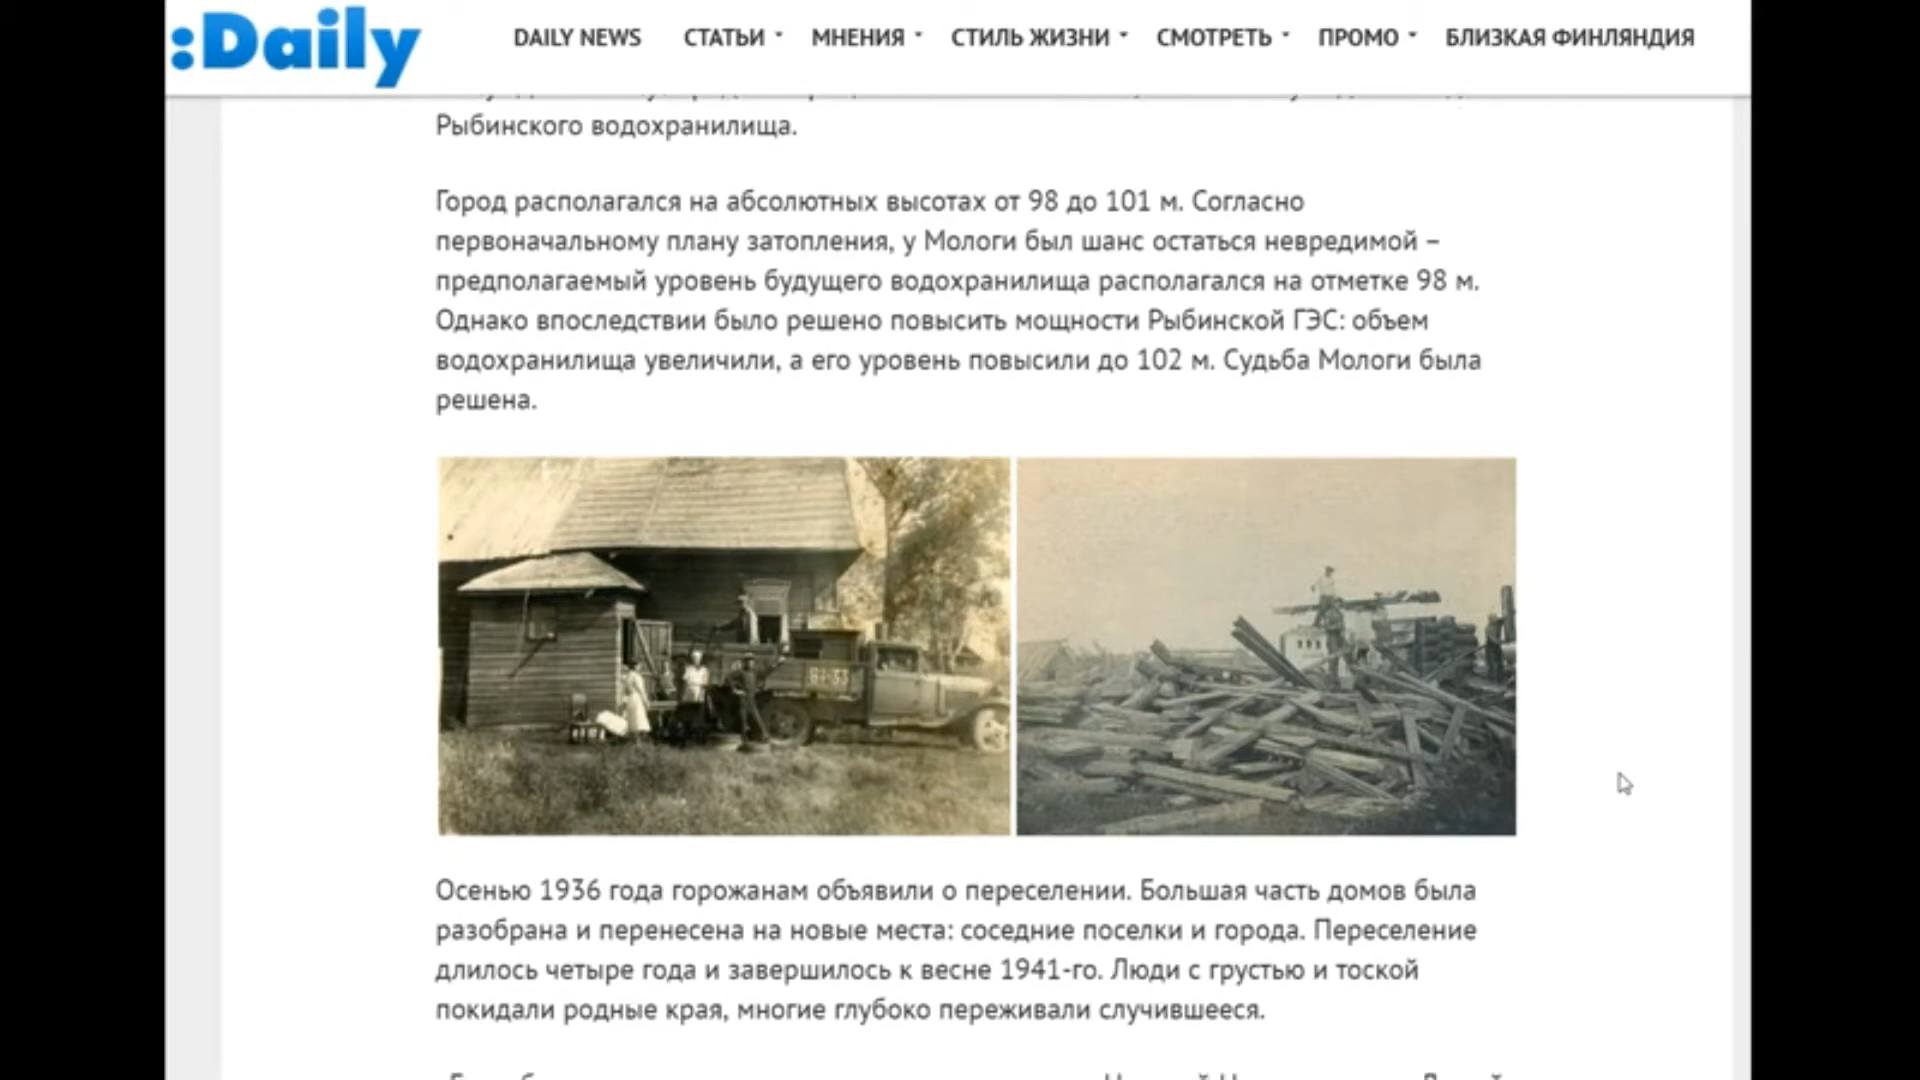 :Daily
DAILY NEWS СТАТЬИ МНЕНИЯ СТИЛЬ ЖИЗНИ СМОТРЕТЬ ПРОМО БЛИЗКАЯ ФИНЛЯНДИЯ
Рыбинского водохранилища.
Город располагался на абсолютных высотах от 98 до 101 м. Согласно
первоначальному плану затопления, у Мологи был шанс остаться невредимой –
предполагаемый уровень будущего водохранилища располагался на отметке 98 м.
Однако впоследствии было решено повысить мощности Рыбинской ГЭС: объем
водохранилища увеличили, а его уровень повысили до 102 м. Судьба Мологи была
решена.
Осенью 1936 года горожанам объявили о переселении. Большая часть домов была
разобрана и перенесена на новые места: соседние поселки и города. Переселение
длилось четыре года и завершилось к весне 1941-го. Люди с грустью и тоской
покидали родные края, многие глубоко переживали случившееся.